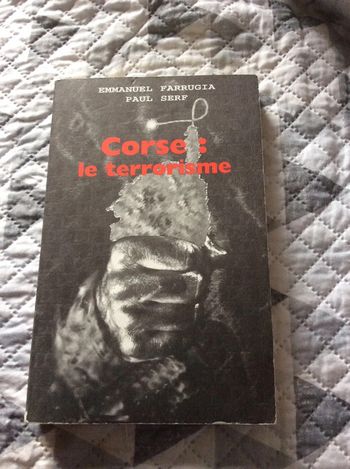 EMMANUEL FARRUGIA
PAUL SERF
Corse :
le terrorisme